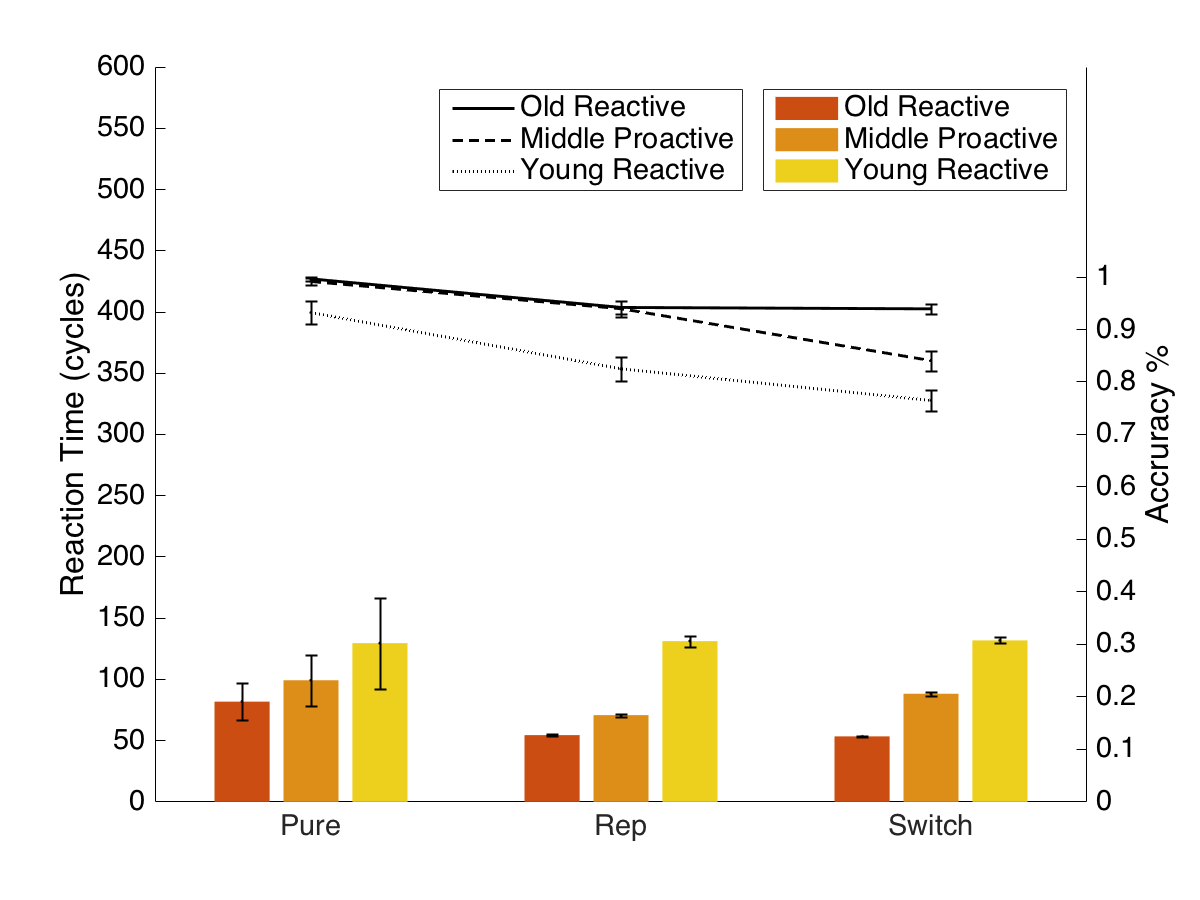 600
550
500
450
400
350
300
250
200
150
100
50
0
Reaction Time (cycles)
Old Reactive
Middle Proactive
Young Reactive
Old Reactive
Middle Proactive
Young Reactive
1
0.9
0.8
0.7
0.6
0.5
0.4
0.3
0.2
0.1
0
Accruracy %
Pure
Rep
Switch